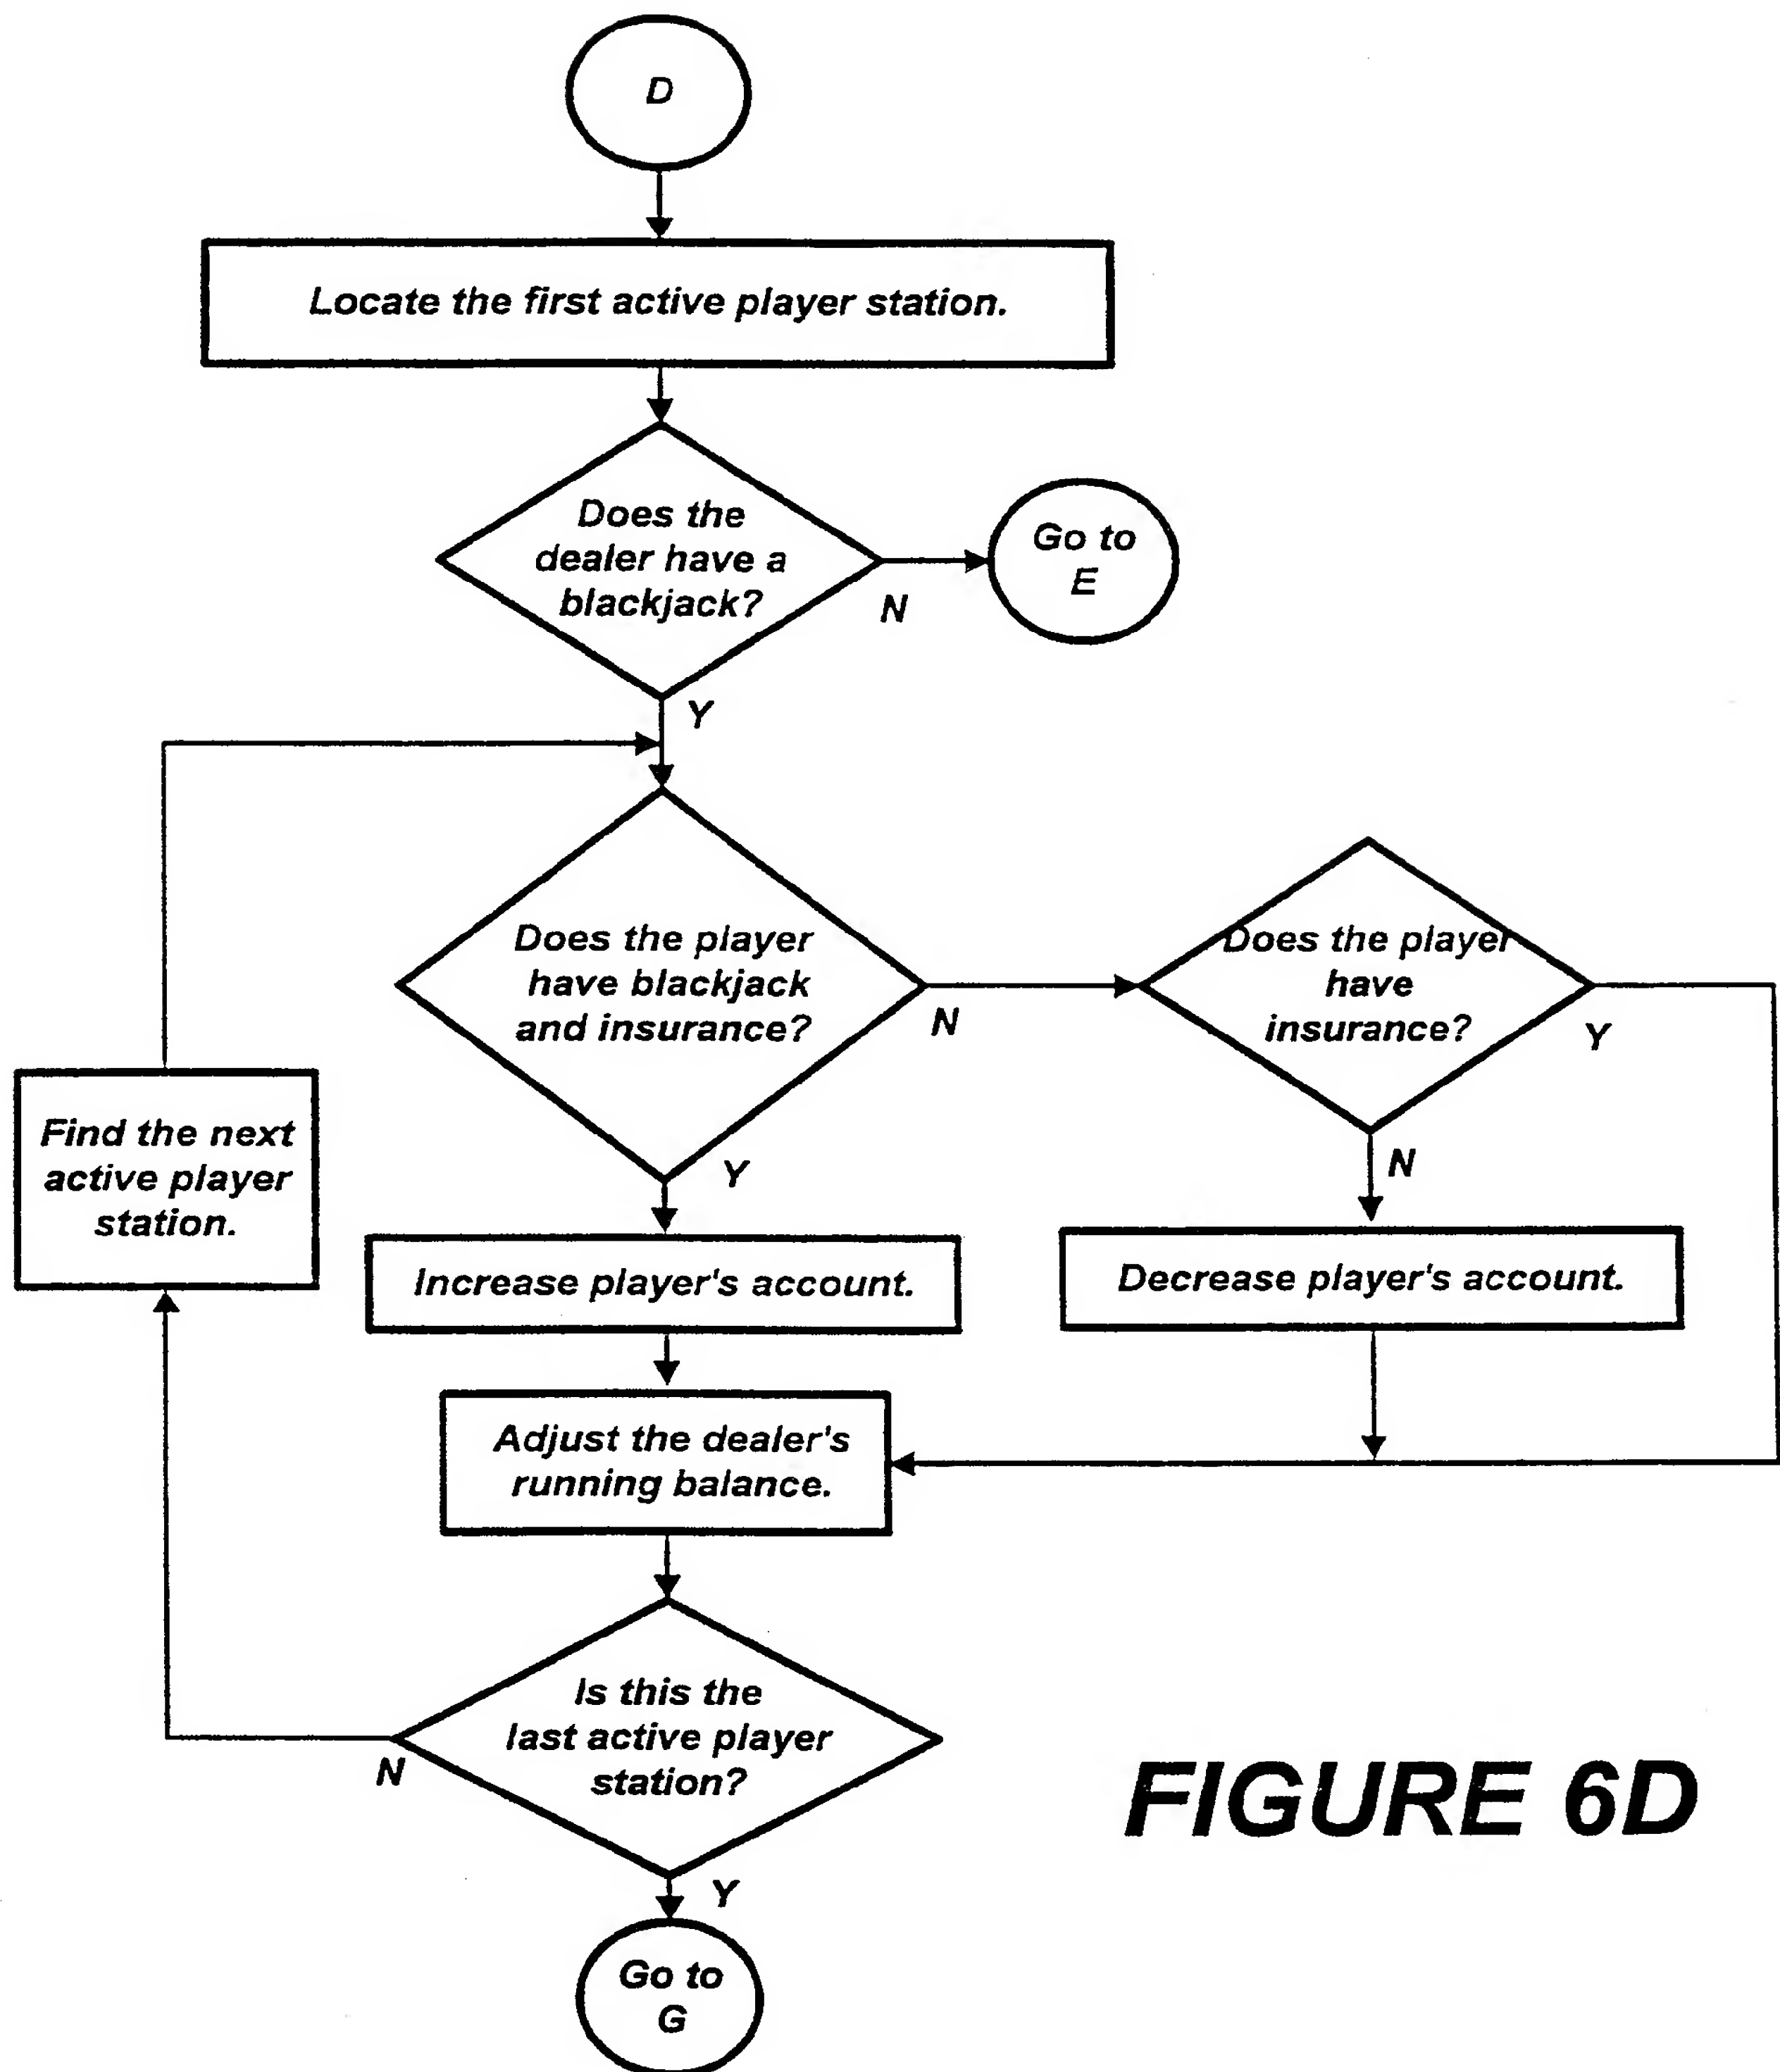 D
Locate the first active player station.
Does the
dealer have a
blackjack?
N
Go to
E
Y
Does the player
have blackjack
and insurance?
N
Does the player
have
insurance?
Y
Find the next
active player
station.
Y
N
Increase player's account.
Decrease player's account.
Adjust the dealer's
running balance.
Is this the
last active player
station?
N
Y
Go to
G
FIGURE 6D